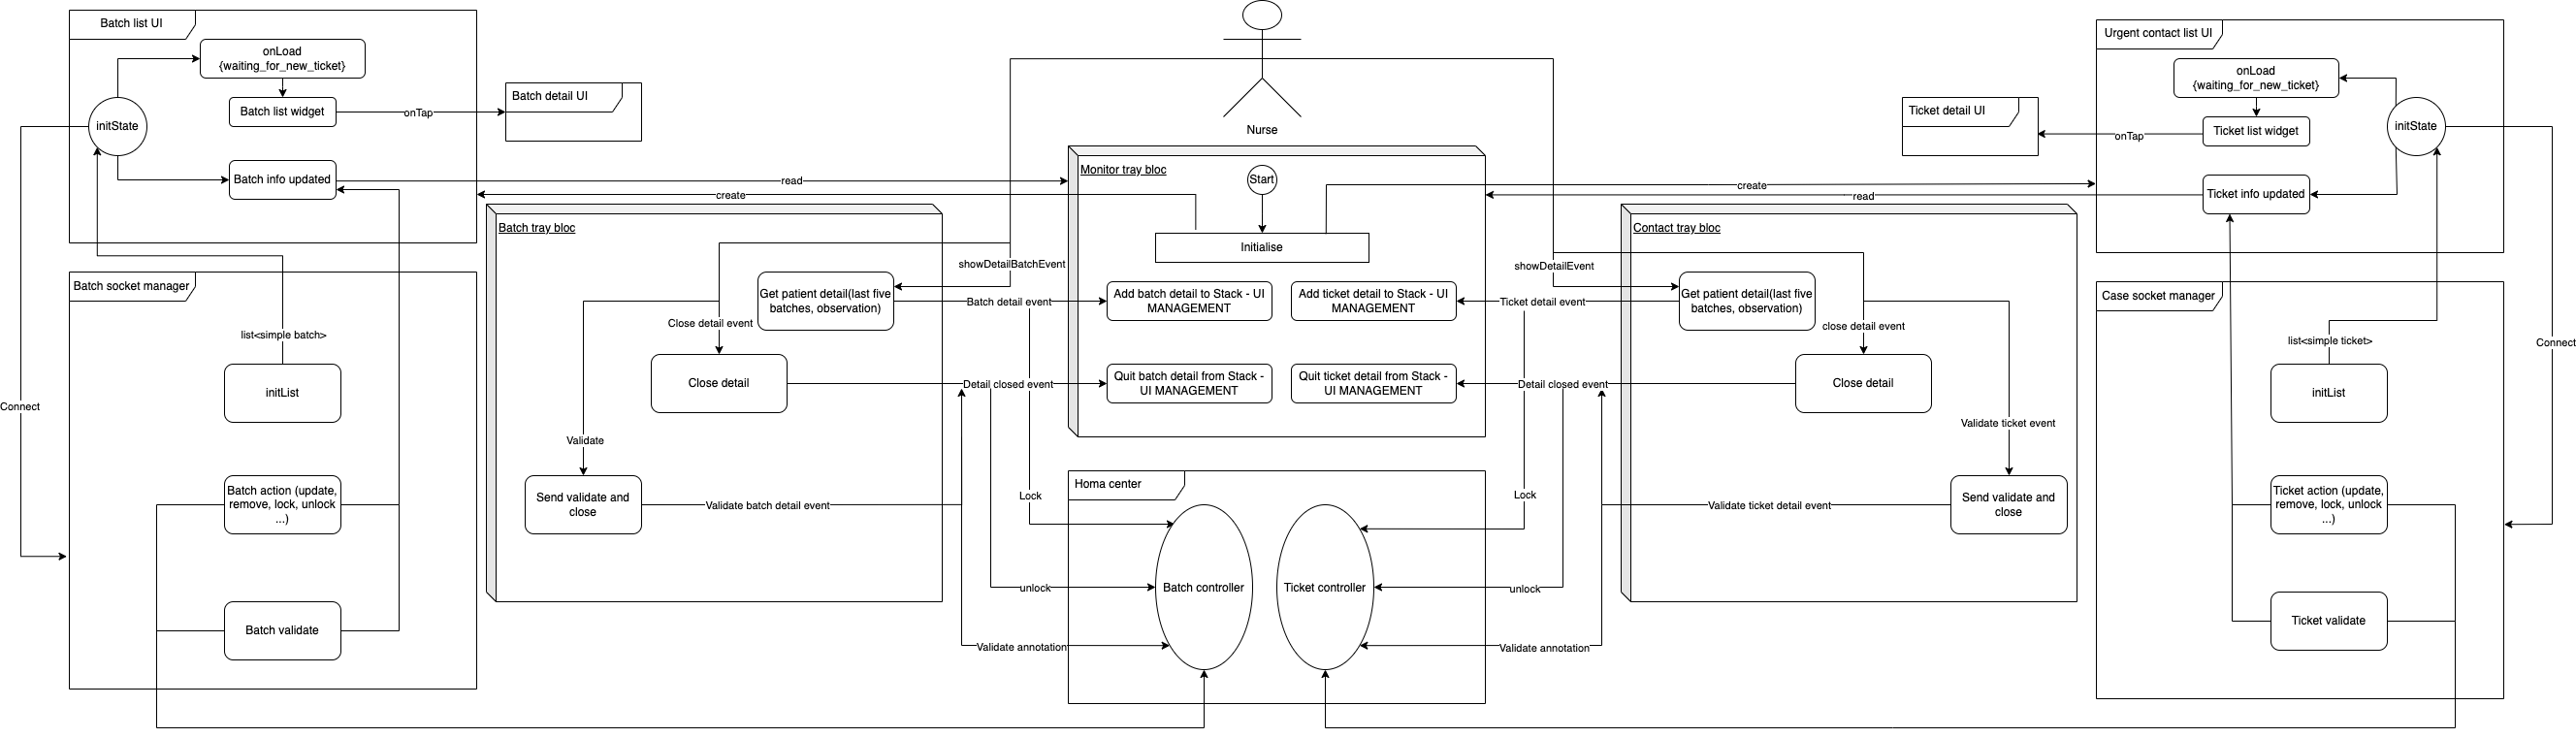 Batch list UI
onLoad
{waiting_for_new_ticket}
initState
Batch list widget
onTap
Batch detail UI
Batch info updated
read
create
Connect
Batch socket manager
list<simple batch>
initList
Batch action (update,
remove, lock, unlock
...)
Batch validate
Batch tray bloc
showDetailBatchEvent
Get patient detail(last five
batches, observation)
Batch detail event
Close detail event
Close detail
Detail closed event
Validate
Send validate and
close
Validate batch detail event
Lock
unlock
Validate annotation
Nurse
Monitor tray bloc
Start
Initialise
Add batch detail to Stack - UI
MANAGEMENT
Add ticket detail to Stack - UI
MANAGEMENT
Quit batch detail from Stack -
UI MANAGEMENT
Quit ticket detail from Stack -
UI MANAGEMENT
Homa center
Batch controller
Ticket controller
create
read
Contact tray bloc
showDetailEvent
Get patient detail(last five
batches, observation)
Ticket detail event
close detail event
Close detail
Detail closed event
Validate ticket event
Send validate and
close
Validate ticket detail event
Lock
unlock
Validate annotation
Urgent contact list UI
onLoad
{waiting_for_new_ticket}
initState
Ticket list widget
onTap
Ticket detail UI
Ticket info updated
Connect
Case socket manager
list<simple ticket>
initList
Ticket action (update,
remove, lock, unlock
...)
Ticket validate